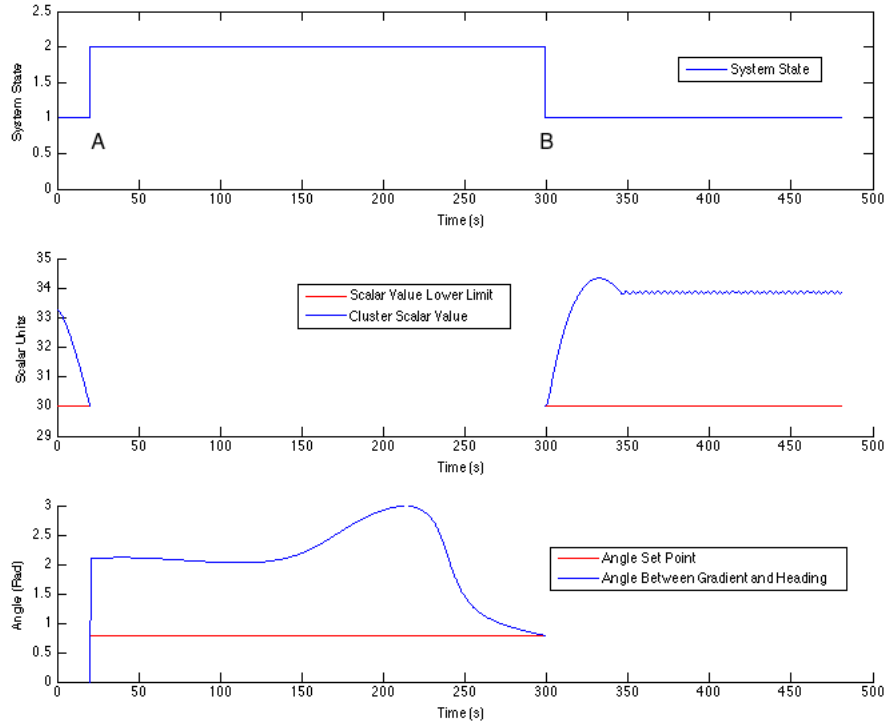 2.5
2
1.5
1
0.5
0
System State
System State
A
B
0 50 100 150 200 250 300 350 400 450 500
Time (s)
35
34
33
32
31
30
29
Scalar Units
Scalar Value Lower Limit
Cluster Scalar Value
0 50 100 150 200 250 300 350 400 450 500
Time (s)
3
2.5
2
1.5
1
0.5
0
Angle (Rad)
Angle Set Point
Angle Between Gradient and Heading
0 50 100 150 200 250 300 350 400 450 500
Time (s)